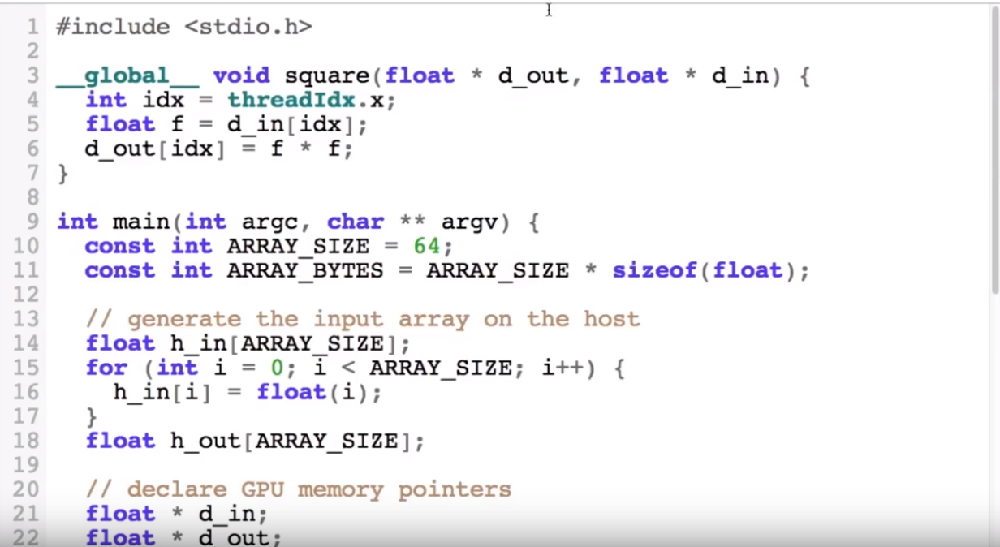 1 #include <stdio.h>
2
3 __global__ void square(float * d_out, float * d_in) {
4   int idx = threadIdx.x;
5   float f = d_in[idx];
6   d_out[idx] = f * f;
7 }
8
9 int main(int argc, char ** argv) {
10   const int ARRAY_SIZE = 64;
11   const int ARRAY_BYTES = ARRAY_SIZE * sizeof(float);
12
13   // generate the input array on the host
14   float h_in[ARRAY_SIZE];
15   for (int i = 0; i < ARRAY_SIZE; i++) {
16     h_in[i] = float(i);
17   }
18   float h_out[ARRAY_SIZE];
19
20   // declare GPU memory pointers
21   float * d_in;
22   float * d_out;